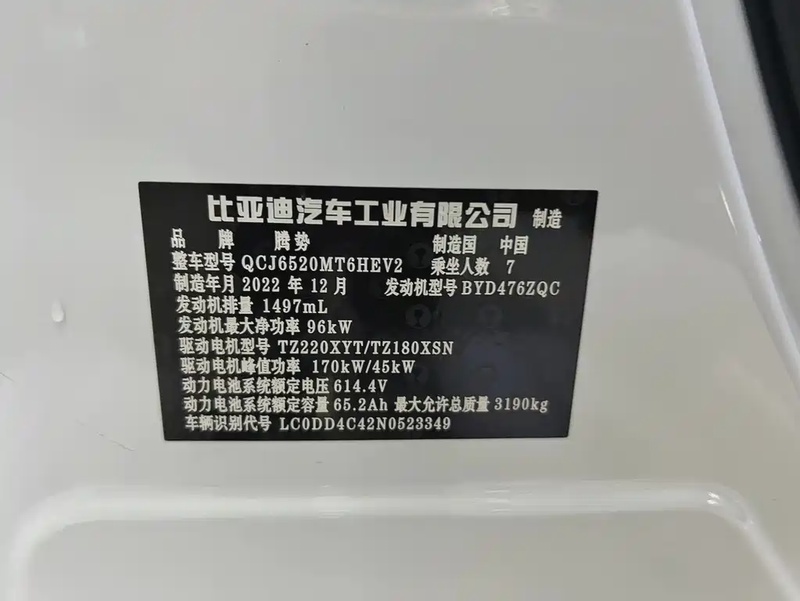 比亚迪汽车工业有限公司 制造
品牌 腾势 制造国 中国
整车型号 QCJ6520MT6HEV2 乘坐人数 7
制造年月 2022 年 12 月 发动机型号 BYD476ZQC
发动机排量 1497mL
发动机最大净功率 96kW
驱动电机型号 TZ220XYT/TZ180XSN
驱动电机峰值功率 170kW/45kW
动力电池系统额定电压 614.4V
动力电池系统额定容量 65.2Ah 最大允许总质量 3190kg
车辆识别代号 LC0DD4C42N0523349